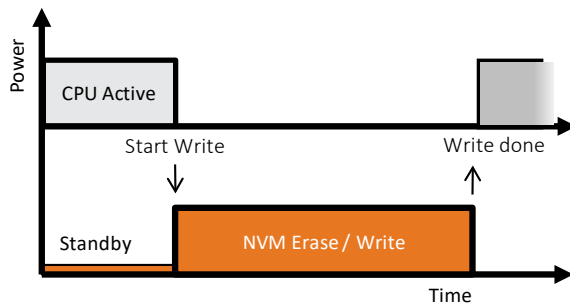 Power
CPU Active
Start Write
Write done
Standby
NVM Erase / Write
Time